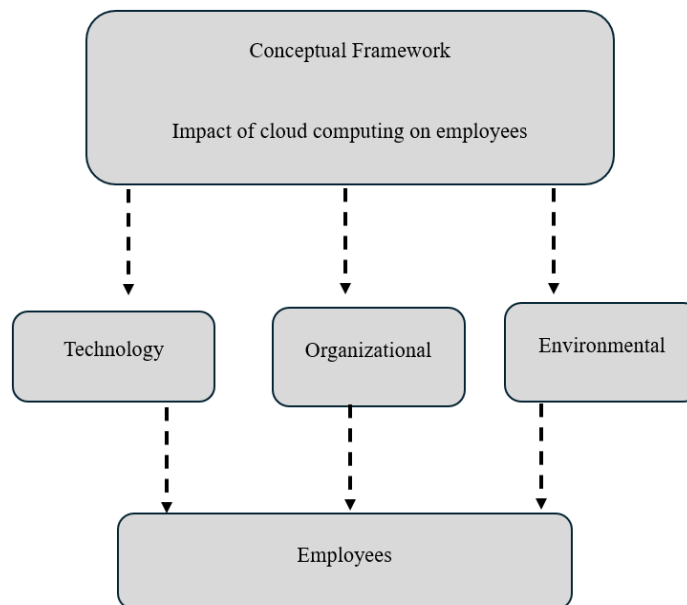 Conceptual Framework
Impact of cloud computing on employees
Technology
Organizational
Environmental
Employees